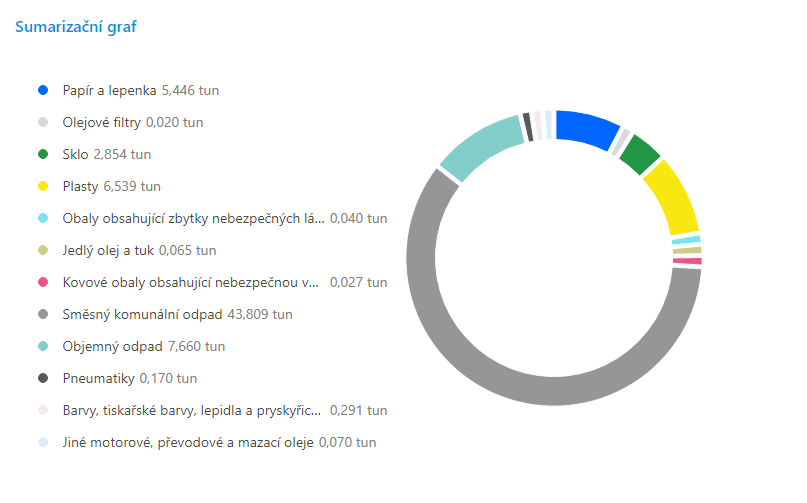 Sumarizační graf
Papír a lepenka 5,446 tun
Olejové filtry 0,020 tun
Sklo 2,854 tun
Plasty 6,539 tun
Obaly obsahující zbytky nebezpečných lá... 0,040 tun
Jedlý olej a tuk 0,065 tun
Kovové obaly obsahující nebezpečnou v... 0,027 tun
Směsný komunální odpad 43,809 tun
Objemný odpad 7,660 tun
Pneumatiky 0,170 tun
Barvy, tiskařské barvy, lepidla a pryskyřic... 0,291 tun
Jiné motorové, převodové a mazací oleje 0,070 tun